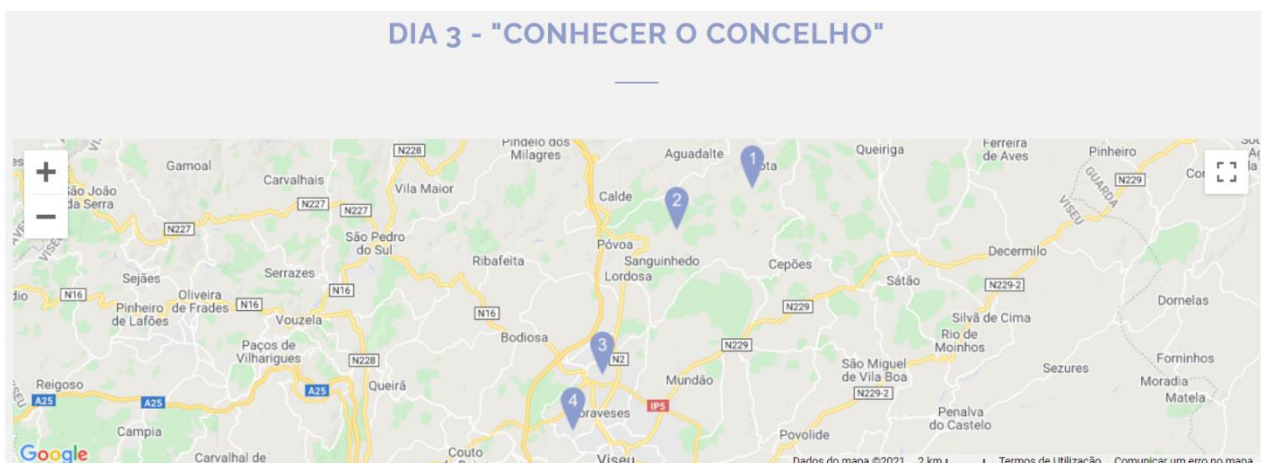 DIA 3 - "CONHECER O CONCELHO"
N228
Pindelo dos
Milagres
Aguadalte
1
Queiriga
Ferreira
de Aves
Pinheiro
+
Gamoal
Carvalhais
Vila Maior
N229
GUARDA
VISEU
São João
da Serra
N227
N227
Calde
2
−
N227
São Pedro
do Sul
Póvoa
Ribafeita
Sanguinhedo
Cepões
Decermilo
Sejães
Serrazes
Lordosa
Sátão
N229-2
N16
Oliveira
de Frades
N16
N16
Dornelas
Pinheiro
de Lafões
Vouzela
N16
N229
Silvã de Cima
Bodiosa
3
N2
N229
Rio de
Moinhos
Paços de
Vilharigues
N228
São Miguel
de Vila Boa
Forninhos
Reigoso
A25
Queirã
Mundão
Sezures
Moradia
A25
A25
4
IP5
N229-2
Matela
Campia
Penalva
do Castelo
Povolide
Google
Carvalhal de
Couto
Viseu
Dados do mapa ©2021
2 km
Termos de Utilização
Comunicar um erro no mapa